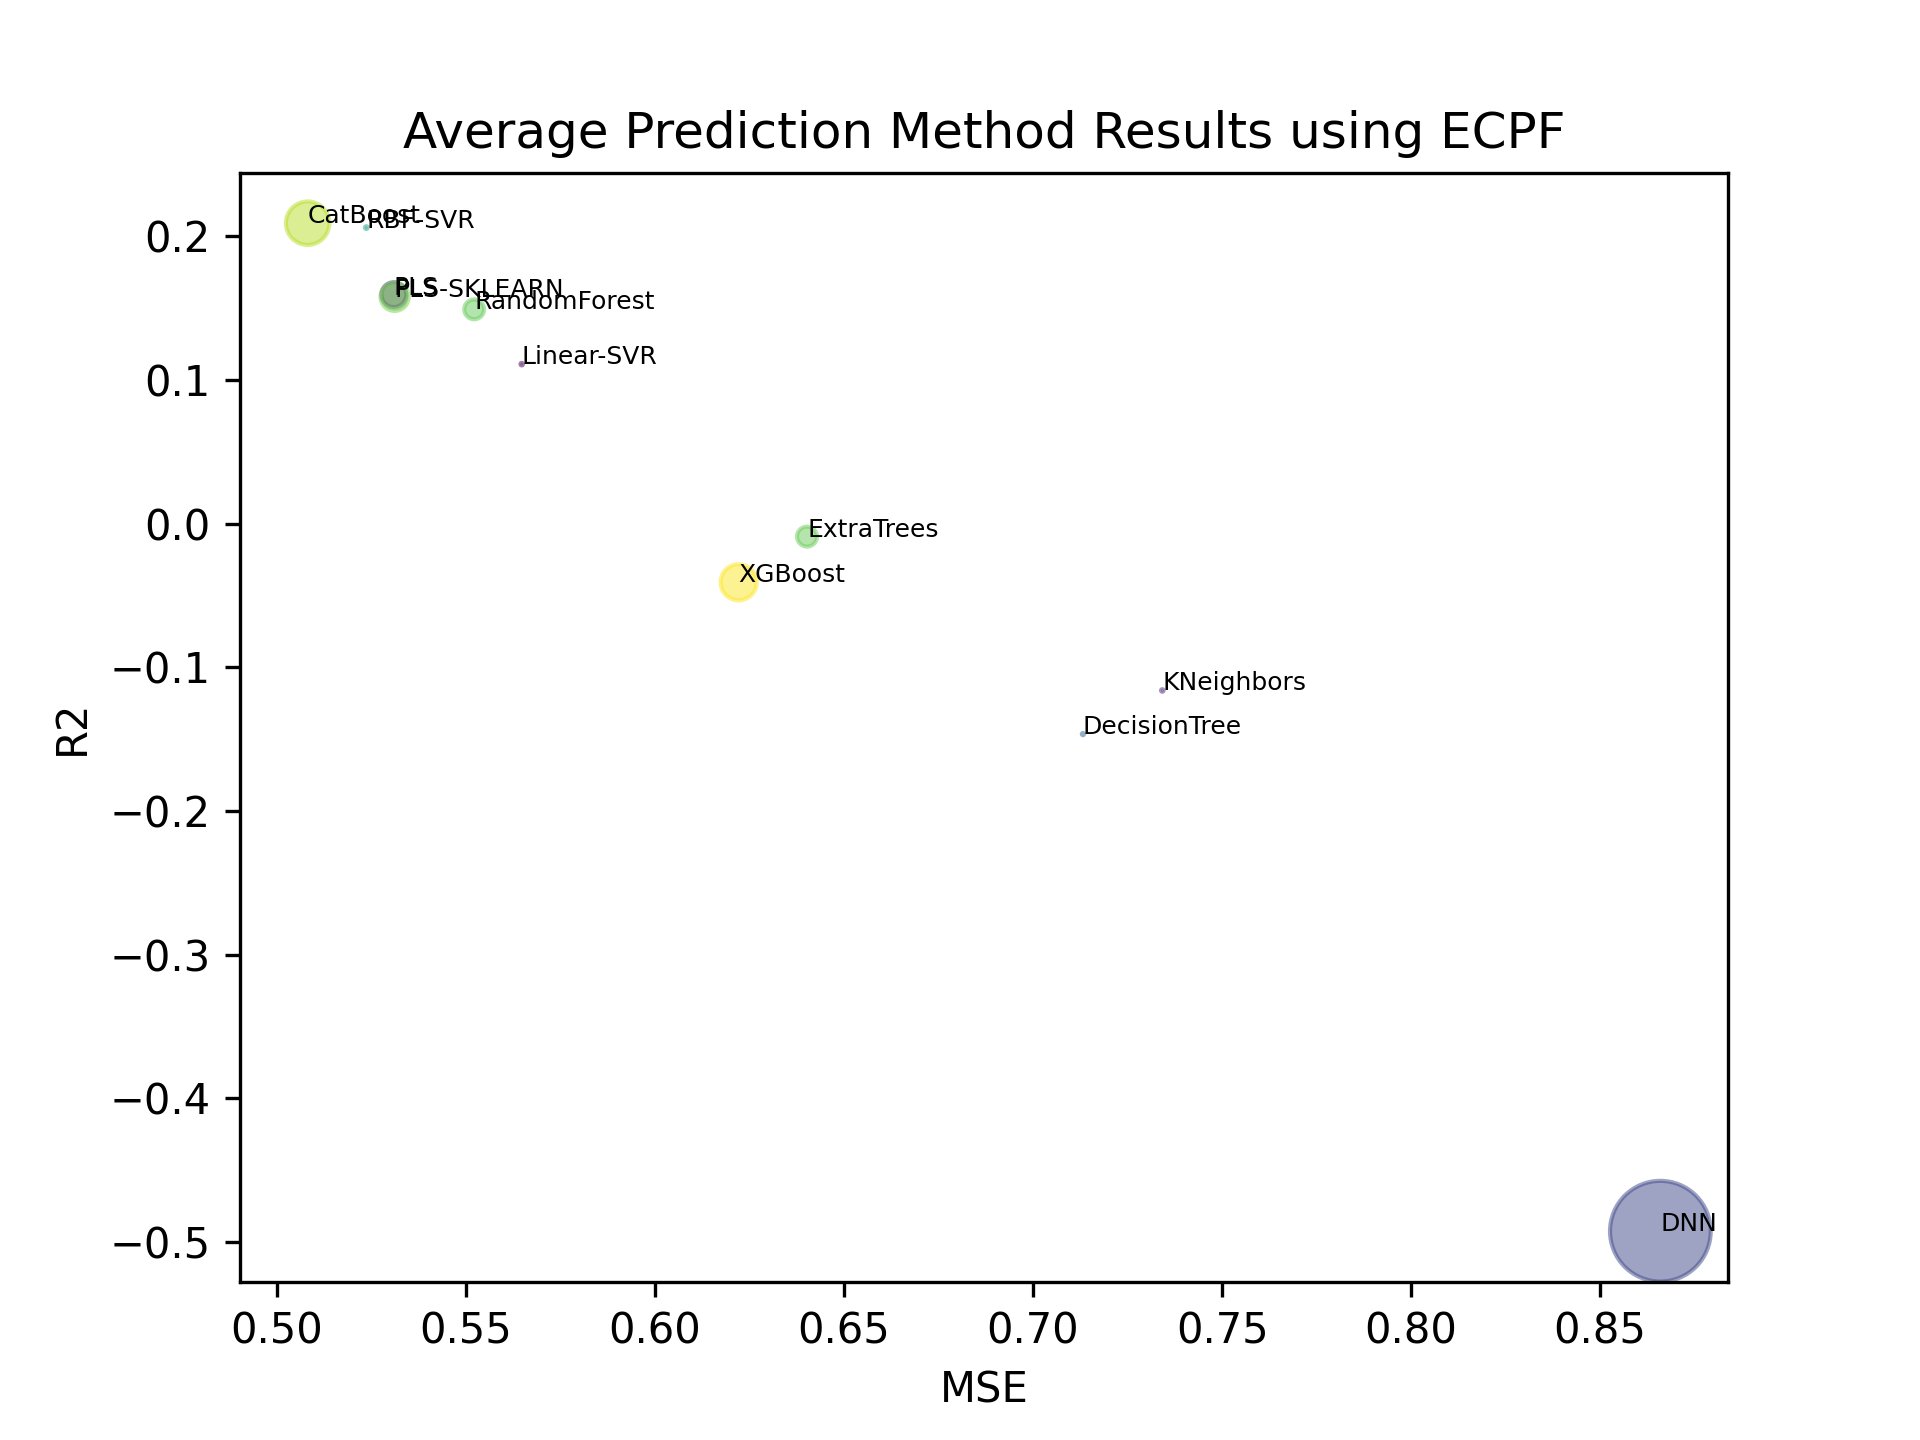 Average Prediction Method Results using ECPF
CatBoost
RBF-SVR
PLS
PLS-SKLEARN
RandomForest
Linear-SVR
ExtraTrees
XGBoost
KNeighbors
DecisionTree
DNN
0.2
0.1
0.0
−0.1
−0.2
−0.3
−0.4
−0.5
R2
0.50 0.55 0.60 0.65 0.70 0.75 0.80 0.85
MSE